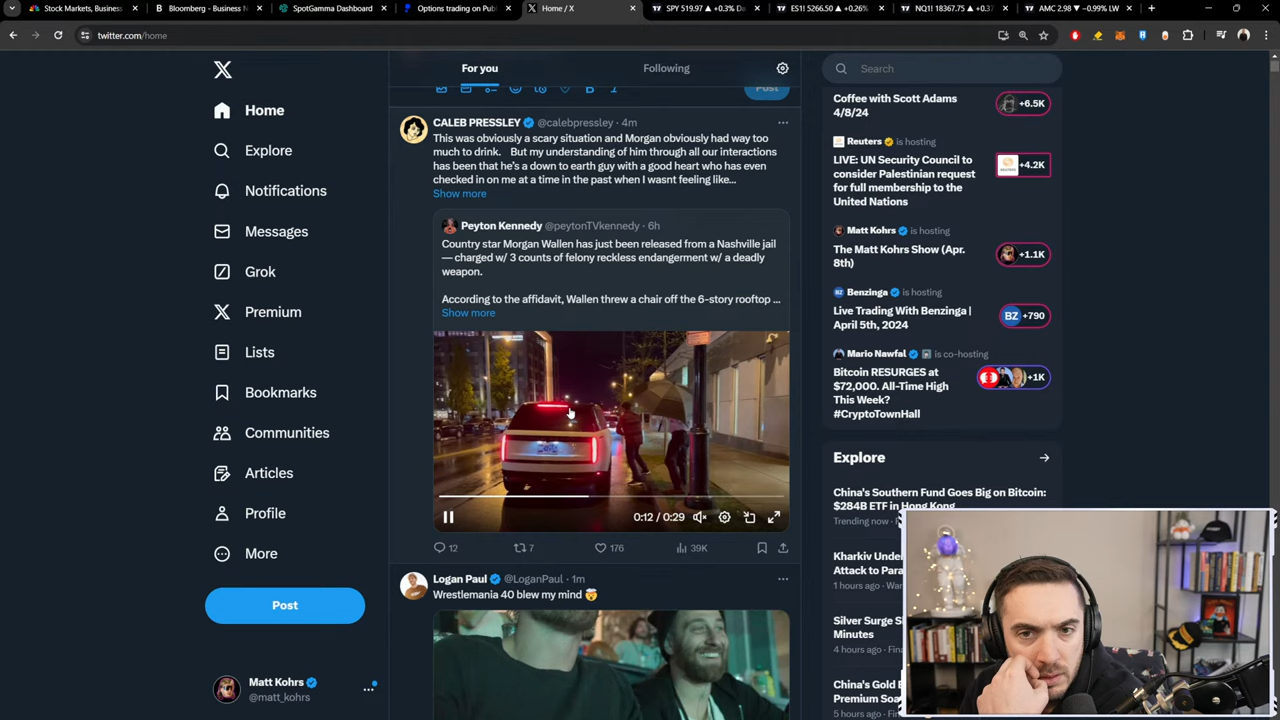 Stock Markets, Business
Bloomberg - Business N
SpotGamma Dashboard
Options trading on Pub
Home / X
SPY 519.97 ▲ +0.3% Da
ES1! 5266.50 ▲ +0.26%
NQ1! 18367.75 ▲ +0.3
AMC 2.98 ▼ −0.99% LW
twitter.com/home
For you
Following
Search
Home
Explore
Notifications
Messages
Grok
Premium
Lists
Bookmarks
Communities
Articles
Profile
More
Post
Matt Kohrs
@matt_kohrs
Post
CALEB PRESSLEY @calebpressley · 4m
This was obviously a scary situation and Morgan obviously had way too
much to drink. But my understanding of him through all our interactions
has been that he's a down to earth guy with a good heart who has even
checked in on me at a time in the past when I wasnt feeling like...
Show more
Peyton Kennedy @peytonTVkennedy · 6h
Country star Morgan Wallen has just been released from a Nashville jail
— charged w/ 3 counts of felony reckless endangerment w/ a deadly
weapon.
According to the affidavit, Wallen threw a chair off the 6-story rooftop ...
Show more
0:12 / 0:29
12
7
176
39K
Logan Paul @LoganPaul · 1m
Wrestlemania 40 blew my mind 🤯
Coffee with Scott Adams
4/8/24
+6.5K
Reuters is hosting
LIVE: UN Security Council to
consider Palestinian request
for full membership to the
United Nations
+4.2K
Matt Kohrs is hosting
The Matt Kohrs Show (Apr.
8th)
+1.1K
Benzinga is hosting
Live Trading With Benzinga |
April 5th, 2024
BZ
+790
Mario Nawfal is co-hosting
Bitcoin RESURGES at
$72,000. All-Time High
This Week?
#CryptoTownHall
+1K
Explore
China's Southern Fund Goes Big on Bitcoin:
$284B ETF in Hong Kong
Trending now
Kharkiv Unde
Attack to Para
1 hours ago
Silver Surge S
Minutes
4 hours ago
China's Gold
Premium Soa
5 hours ago